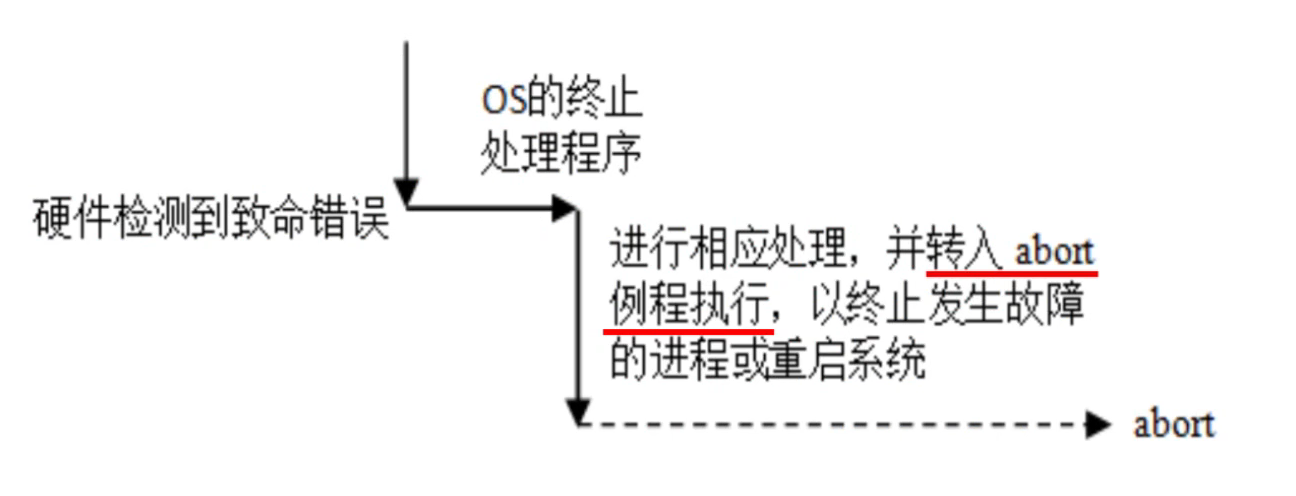 OS的终止
处理程序
硬件检测到致命错误
进行相应处理，并转入 abort
例程执行，以终止发生故障
的进程或重启系统
abort